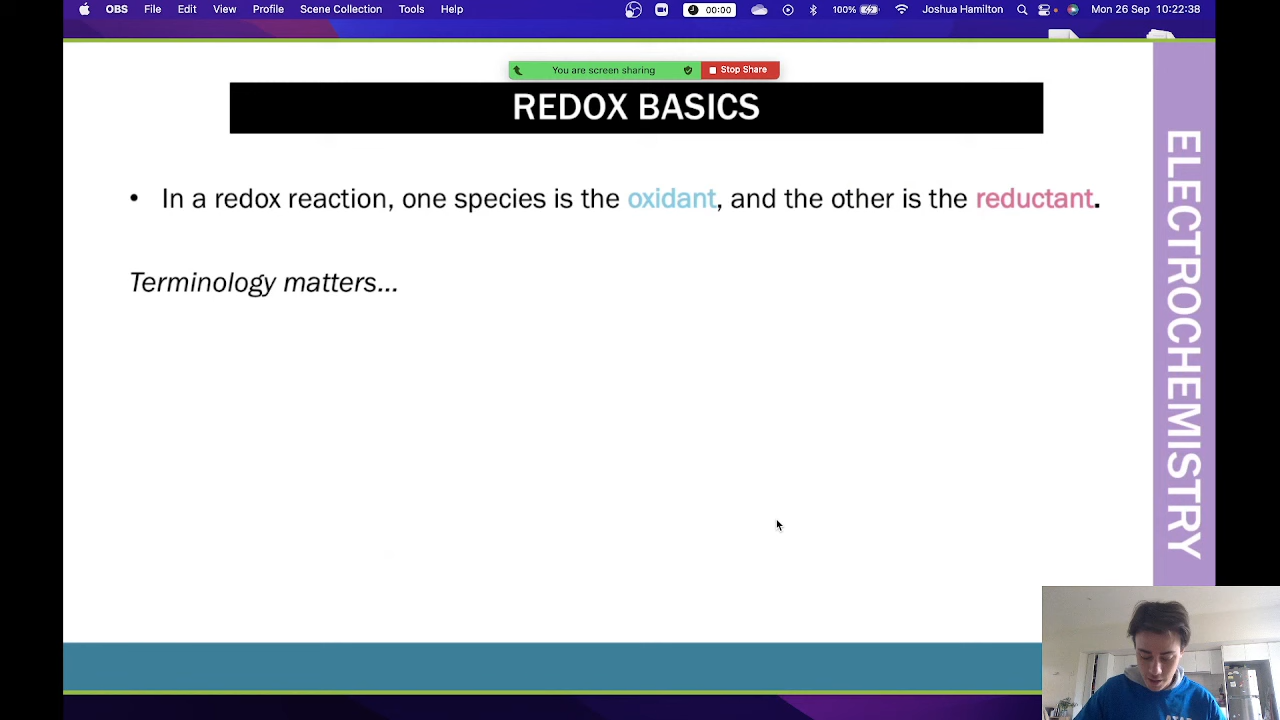 OBS File Edit View Profile Scene Collection Tools Help 00:00 100% Joshua Hamilton Mon 26 Sep 10:22:38
You are screen sharing Stop Share
REDOX BASICS
• In a redox reaction, one species is the oxidant, and the other is the reductant.
Terminology matters...
ELECTROCHEMISTRY